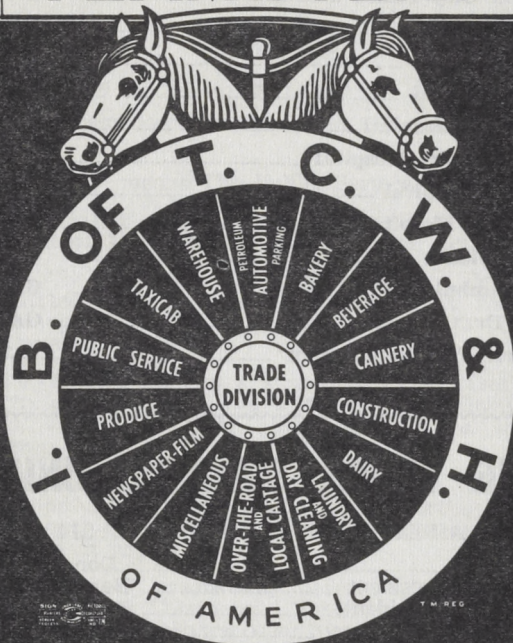 I. B. OF T. C. W. & H.
OF AMERICA
TRADE
DIVISION
PETROLEUM
AUTOMOTIVE
PARKING
BAKERY
BEVERAGE
CANNERY
CONSTRUCTION
DAIRY
LAUNDRY
AND
DRY CLEANING
OVER-THE-ROAD
AND
LOCAL CARTAGE
MISCELLANEOUS
NEWSPAPER-FILM
PRODUCE
PUBLIC SERVICE
TAXICAB
WAREHOUSE
T M REG